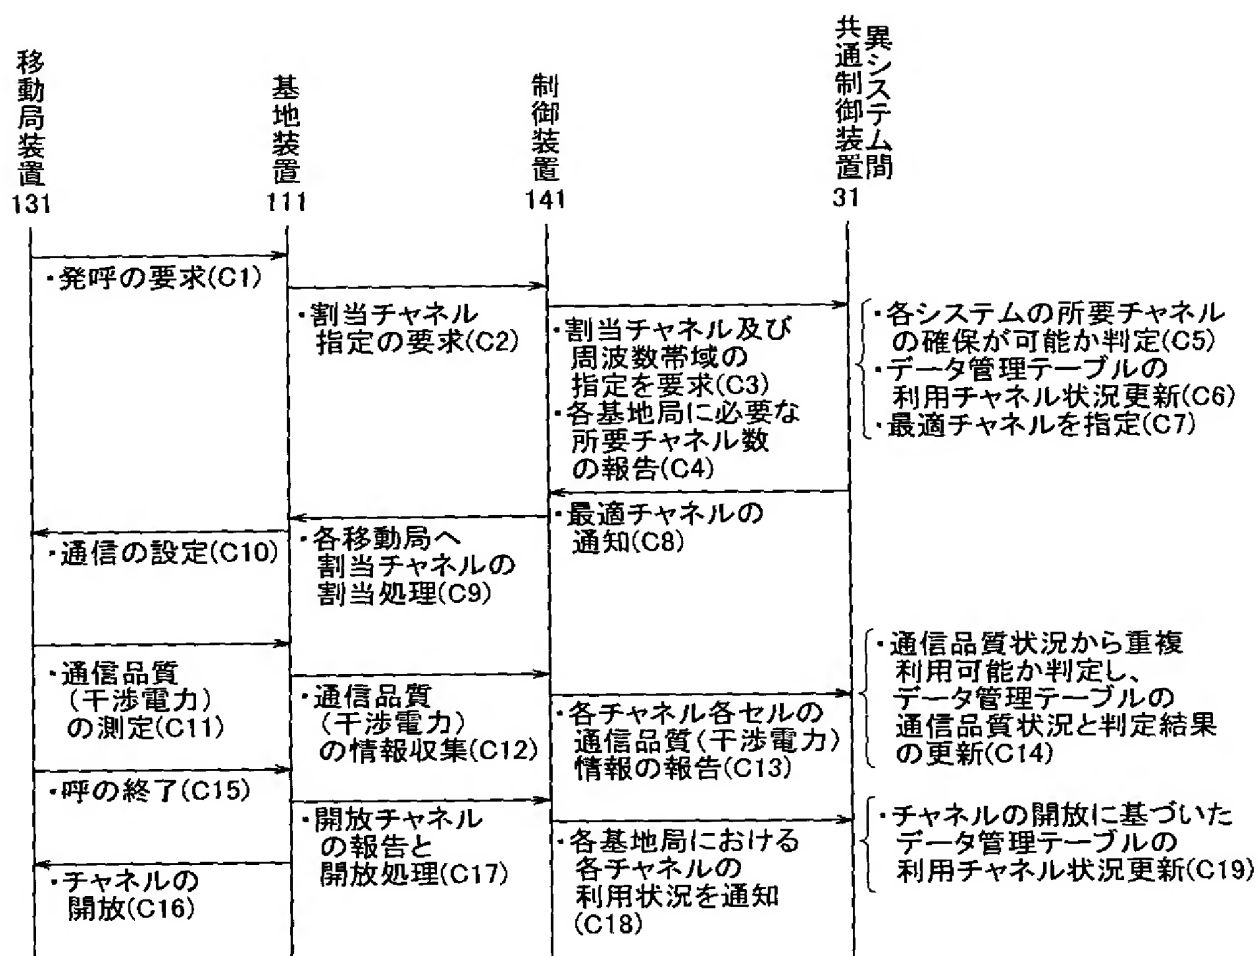 移動局装置
131
基地装置
111
制御装置
141
異システム間
共通制御装置
31
・発呼の要求(C1)
・割当チャネル
指定の要求(C2)
・割当チャネル及び
周波数帯域の
指定を要求(C3)
・各基地局に必要な
所要チャネル数
の報告(C4)
・各システムの所要チャネル
の確保が可能か判定(C5)
・データ管理テーブルの
利用チャネル状況更新(C6)
・最適チャネルを指定(C7)
・最適チャネルの
通知(C8)
・各移動局へ
割当チャネルの
割当処理(C9)
・通信の設定(C10)
・通信品質
(干渉電力)
の測定(C11)
・通信品質
(干渉電力)
の情報収集(C12)
・各チャネル各セルの
通信品質(干渉電力)
情報の報告(C13)
・通信品質状況から重複
利用可能か判定し、
データ管理テーブルの
通信品質状況と判定結果
の更新(C14)
・呼の終了(C15)
・チャネルの
開放(C16)
・開放チャネル
の報告と
開放処理(C17)
・各基地局における
各チャネルの
利用状況を通知
(C18)
・チャネルの開放に基づいた
データ管理テーブルの
利用チャネル状況更新(C19)